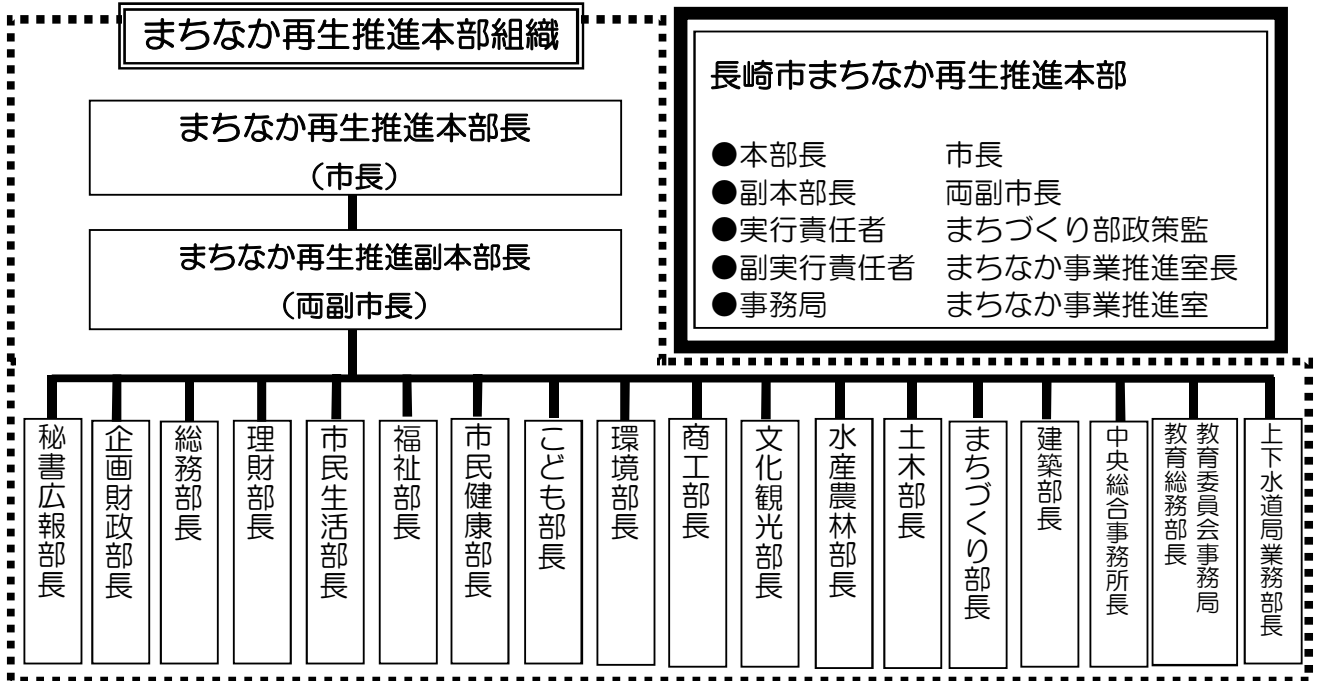 まちなか再生推進本部組織
まちなか再生推進本部長
（市長）
まちなか再生推進副本部長
（両副市長）
長崎市まちなか再生推進本部
●本部長 市長
●副本部長 両副市長
●実行責任者 まちづくり部政策監
●副実行責任者 まちなか事業推進室長
●事務局 まちなか事業推進室
秘書広報部長
企画財政部長
総務部長
理財部長
市民生活部長
福祉部長
市民健康部長
こども部長
環境部長
商工部長
文化観光部長
水産農林部長
土木部長
まちづくり部長
建築部長
中央総合事務所長
教育委員会事務局
教育総務部長
上下水道局業務部長